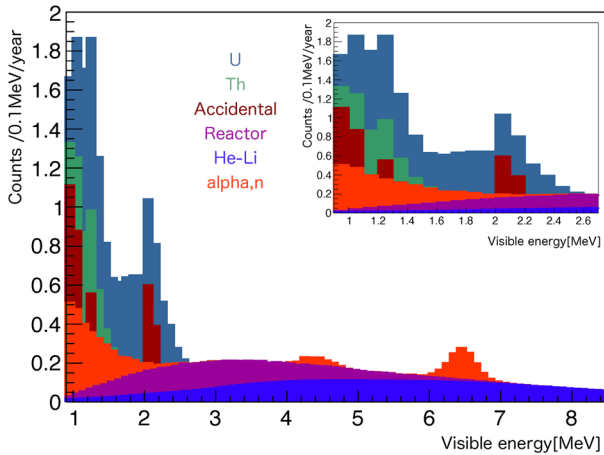 2
1.8
1.6
1.4
1.2
1
0.8
0.6
0.4
0.2
0
Counts /0.1MeV/year
1 2 3 4 5 6 7 8
Visible energy[MeV]
U
Th
Accidental
Reactor
He-Li
alpha,n
2
1.8
1.6
1.4
1.2
1
0.8
0.6
0.4
0.2
0
Counts /0.1MeV/year
1 1.2 1.4 1.6 1.8 2 2.2 2.4 2.6
Visible energy[MeV]